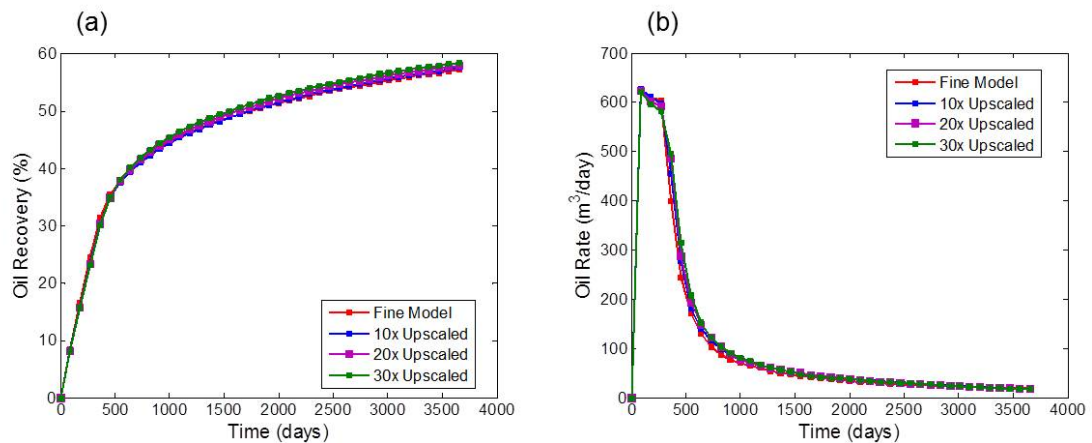 (a)
60
50
40
30
20
10
0
Oil Recovery (%)
Fine Model
10x Upscaled
20x Upscaled
30x Upscaled
0 500 1000 1500 2000 2500 3000 3500 4000
Time (days)
(b)
700
600
500
400
300
200
100
0
Oil Rate (m³/day)
Fine Model
10x Upscaled
20x Upscaled
30x Upscaled
0 500 1000 1500 2000 2500 3000 3500 4000
Time (days)